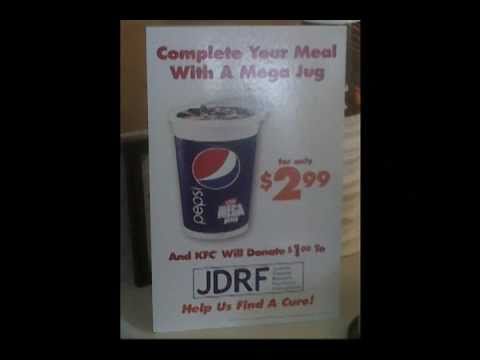 Complete Your Meal
With A Mega Jug
pepsi
MEGA
JUG
for only
$2.99
And KFC Will Donate $1.00 To
JDRF
Help Us Find A Cure!